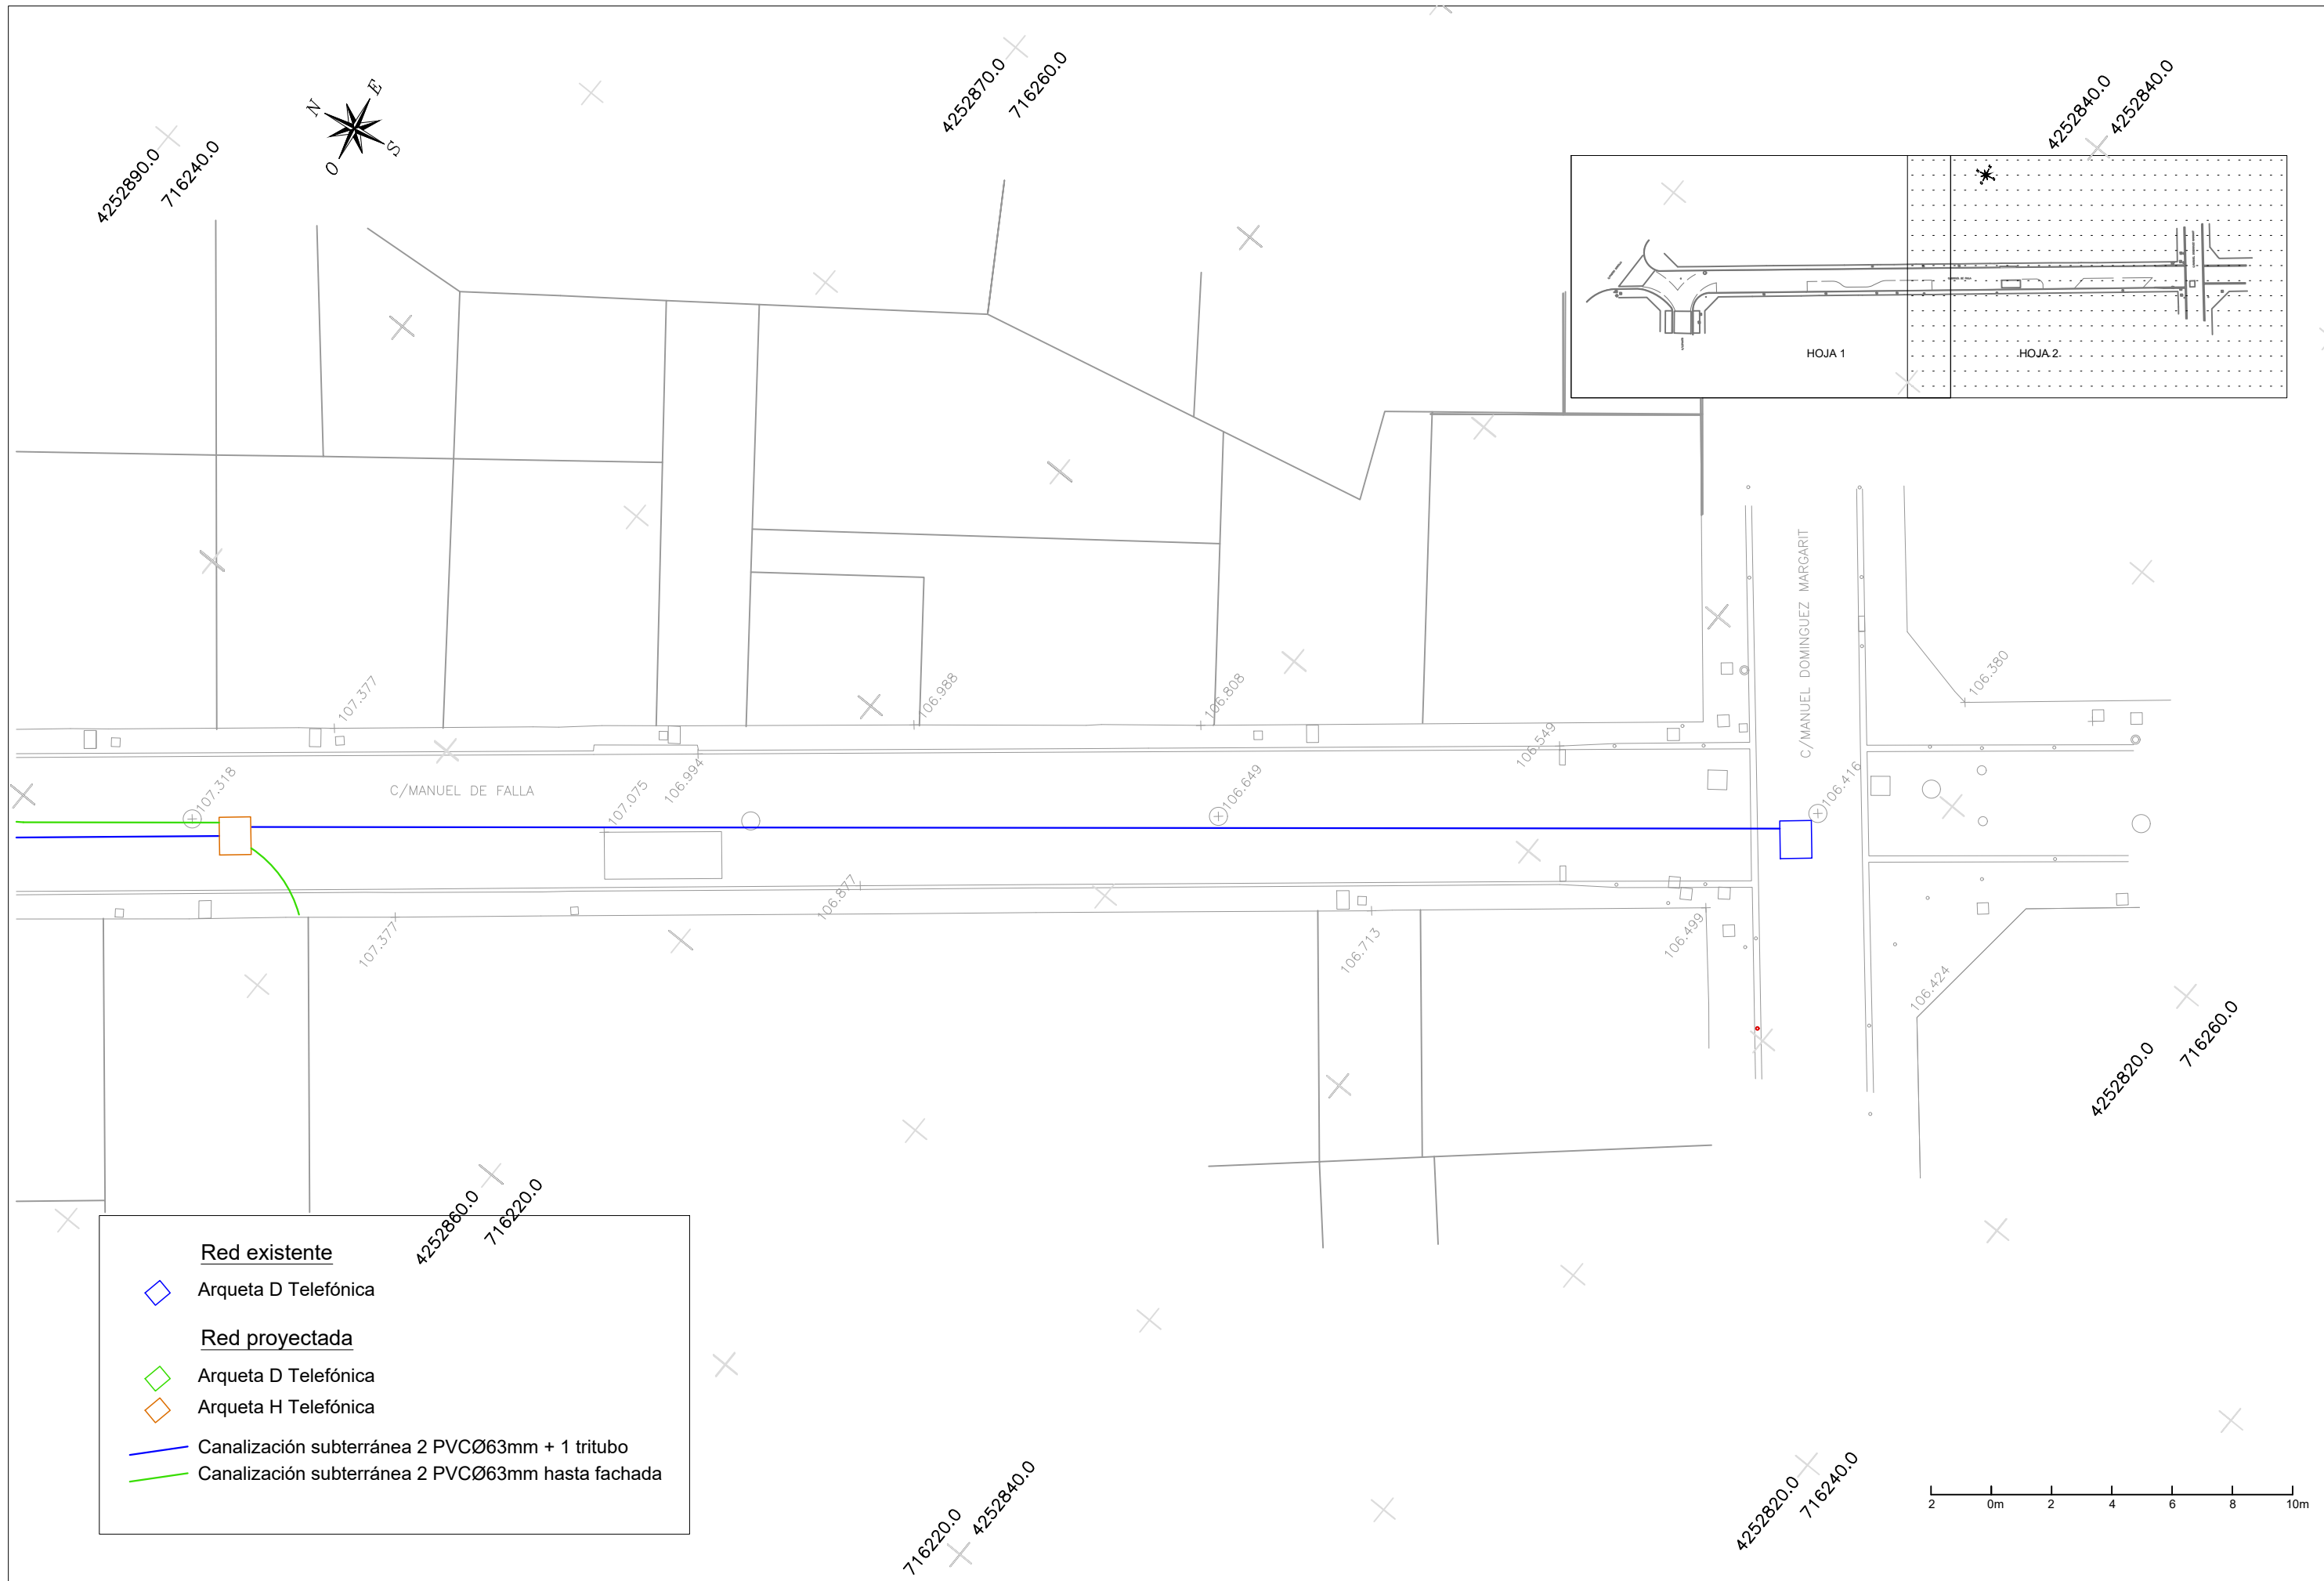 4252870.0
716260.0
4252840.0
4252840.0
N
E
S
O
4252890.0
716240.0
HOJA 1
HOJA 2
C/MANUEL DOMINGUEZ MARGARIT
107.377
106.988
106.808
106.380
106.549
107.318
C/MANUEL DE FALLA
107.075
106.994
106.649
106.416
107.377
106.877
106.713
106.499
106.424
4252820.0
716260.0
4252860.0
716220.0
Red existente
Arqueta D Telefónica
Red proyectada
Arqueta D Telefónica
Arqueta H Telefónica
Canalización subterránea 2 PVCØ63mm + 1 tritubo
Canalización subterránea 2 PVCØ63mm hasta fachada
716220.0
4252840.0
4252820.0
716240.0
2 0m 2 4 6 8 10m